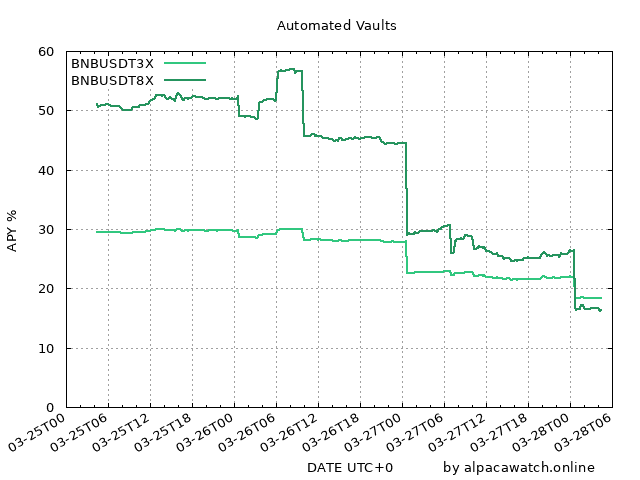 Automated Vaults
BNBUSDT3X
BNBUSDT8X
60
50
40
30
20
10
0
APY %
03-25T00
03-25T06
03-25T12
03-25T18
03-26T00
03-26T06
03-26T12
03-26T18
03-27T00
03-27T06
03-27T12
03-27T18
03-28T00
03-28T06
DATE UTC+0
by alpacawatch.online